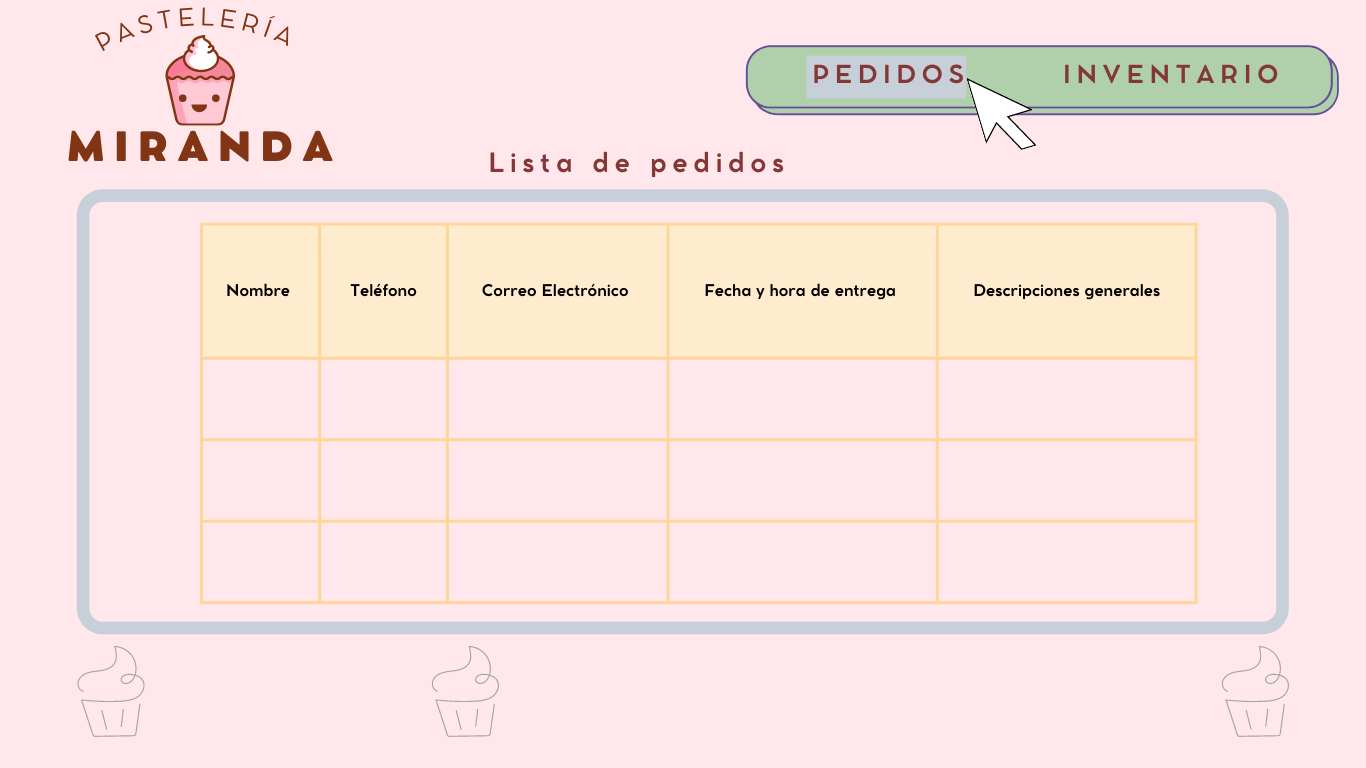 PASTELERÍA
MIRANDA
PEDIDOS INVENTARIO
Lista de pedidos
Nombre Teléfono Correo Electrónico Fecha y hora de entrega Descripciones generales